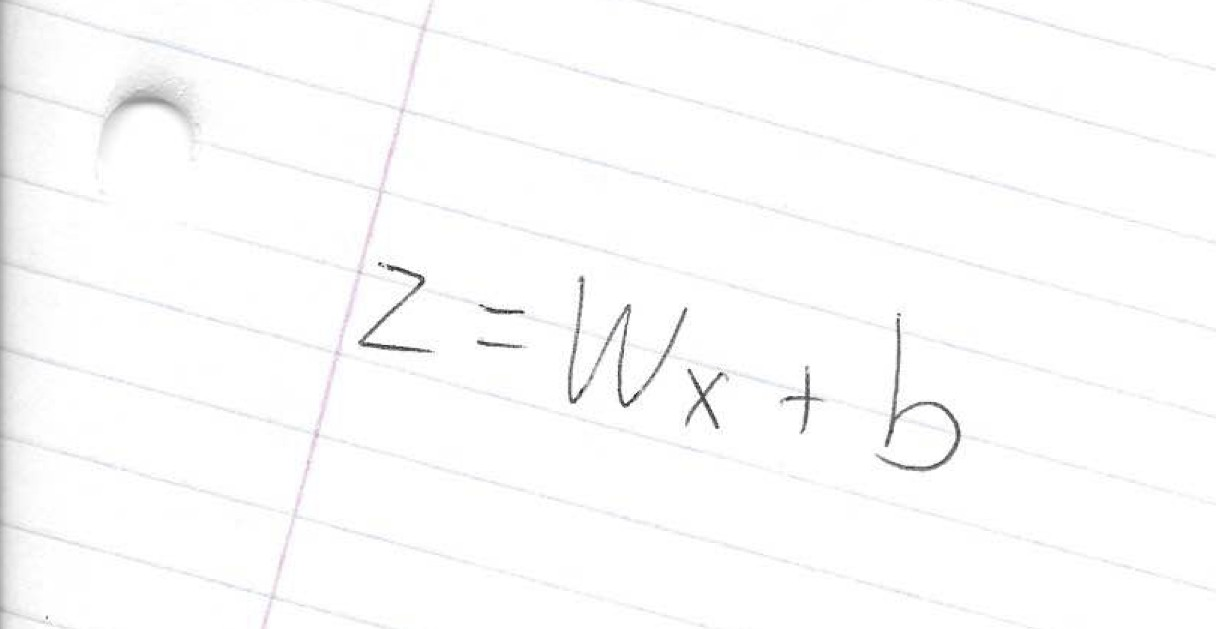 z = Wx + b